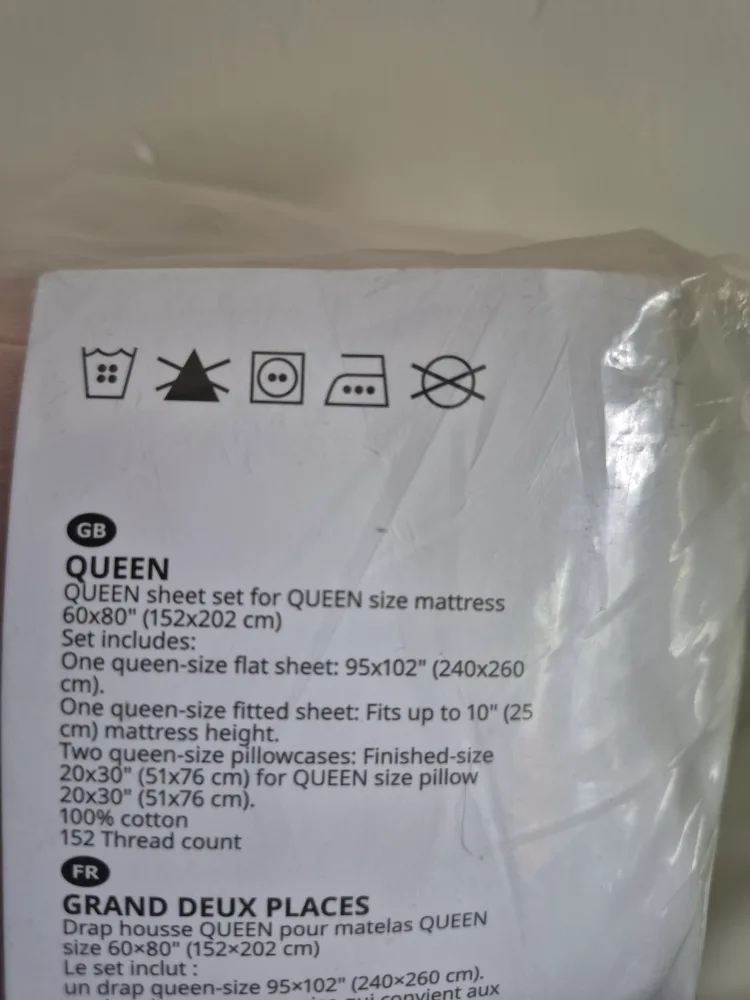 GB
QUEEN
QUEEN sheet set for QUEEN size mattress
60x80" (152x202 cm)
Set includes:
One queen-size flat sheet: 95x102" (240x260
cm).
One queen-size fitted sheet: Fits up to 10" (25
cm) mattress height.
Two queen-size pillowcases: Finished-size
20x30" (51x76 cm) for QUEEN size pillow
20x30" (51x76 cm).
100% cotton
152 Thread count
FR
GRAND DEUX PLACES
Drap housse QUEEN pour matelas QUEEN
size 60×80" (152×202 cm)
Le set inclut :
un drap queen-size 95×102" (240×260 cm).
qui convient aux